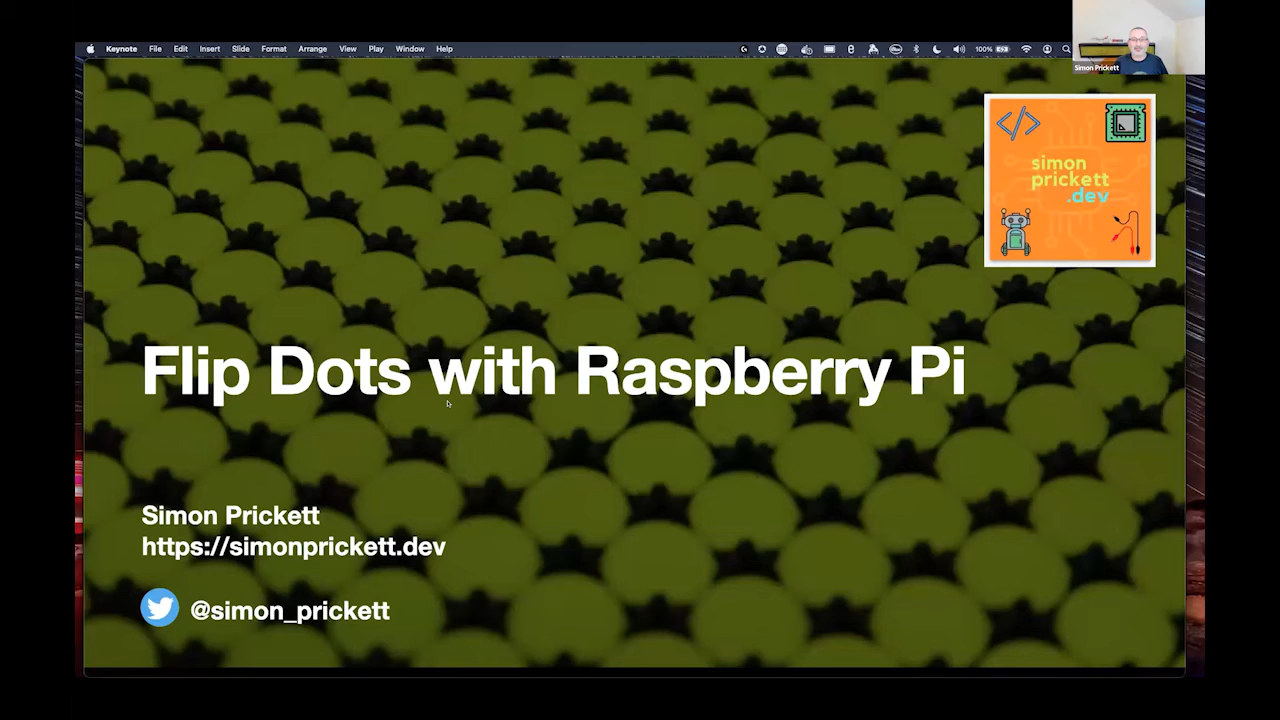 Keynote File Edit Insert Slide Format Arrange View Play Window Help 100%
Simon Prickett
</>
simon
prickett
.dev
Flip Dots with Raspberry Pi
Simon Prickett
https://simonprickett.dev
@simon_prickett